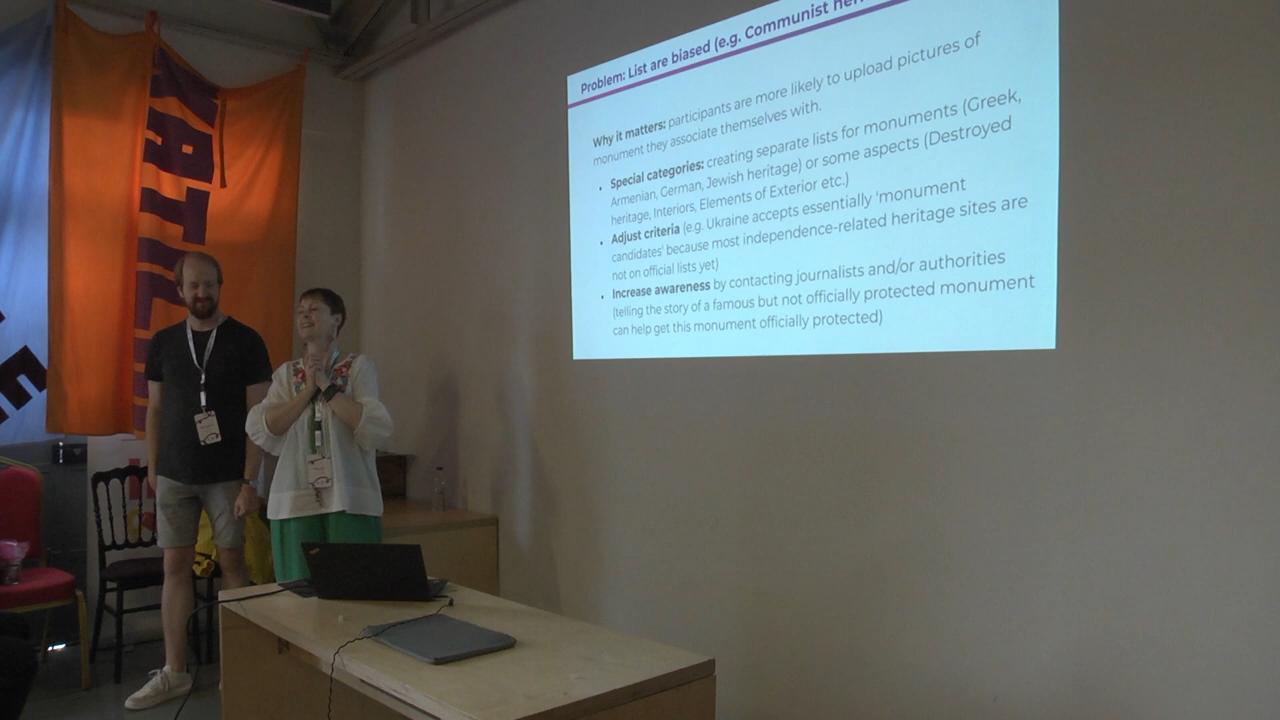 Problem: List are biased (e.g. Communist
Why it matters: participants are more likely to upload pictures of
monument they associate themselves with.
• Special categories: creating separate lists for monuments (Greek,
Armenian, German, Jewish heritage) or some aspects (Destroyed
heritage, Interiors, Elements of Exterior etc.)
• Adjust criteria (e.g. Ukraine accepts essentially 'monument
candidates' because most independence-related heritage sites are
not on official lists yet)
• Increase awareness by contacting journalists and/or authorities
(telling the story of a famous but not officially protected monument
can help get this monument officially protected)